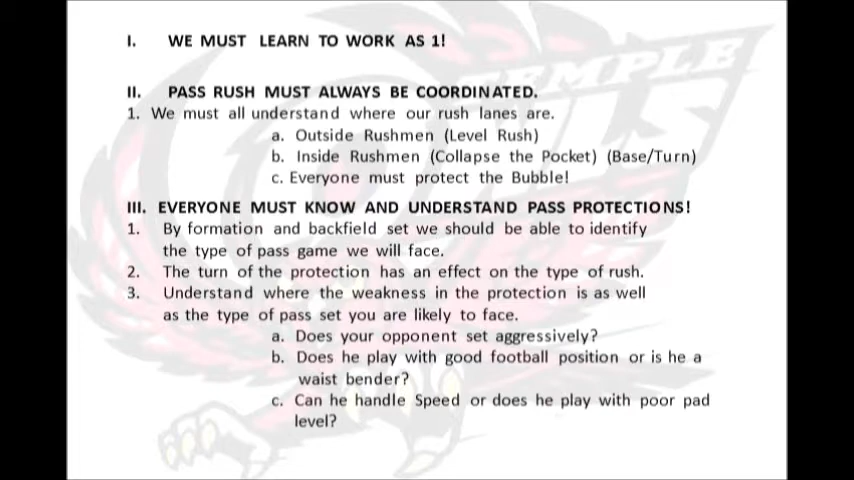 I. WE MUST LEARN TO WORK AS 1!
II. PASS RUSH MUST ALWAYS BE COORDINATED.
1. We must all understand where our rush lanes are.
a. Outside Rushmen (Level Rush)
b. Inside Rushmen (Collapse the Pocket) (Base/Turn)
c. Everyone must protect the Bubble!
III. EVERYONE MUST KNOW AND UNDERSTAND PASS PROTECTIONS!
1. By formation and backfield set we should be able to identify
the type of pass game we will face.
2. The turn of the protection has an effect on the type of rush.
3. Understand where the weakness in the protection is as well
as the type of pass set you are likely to face.
a. Does your opponent set aggressively?
b. Does he play with good football position or is he a
waist bender?
c. Can he handle Speed or does he play with poor pad
level?
TEMPLE
OWLS